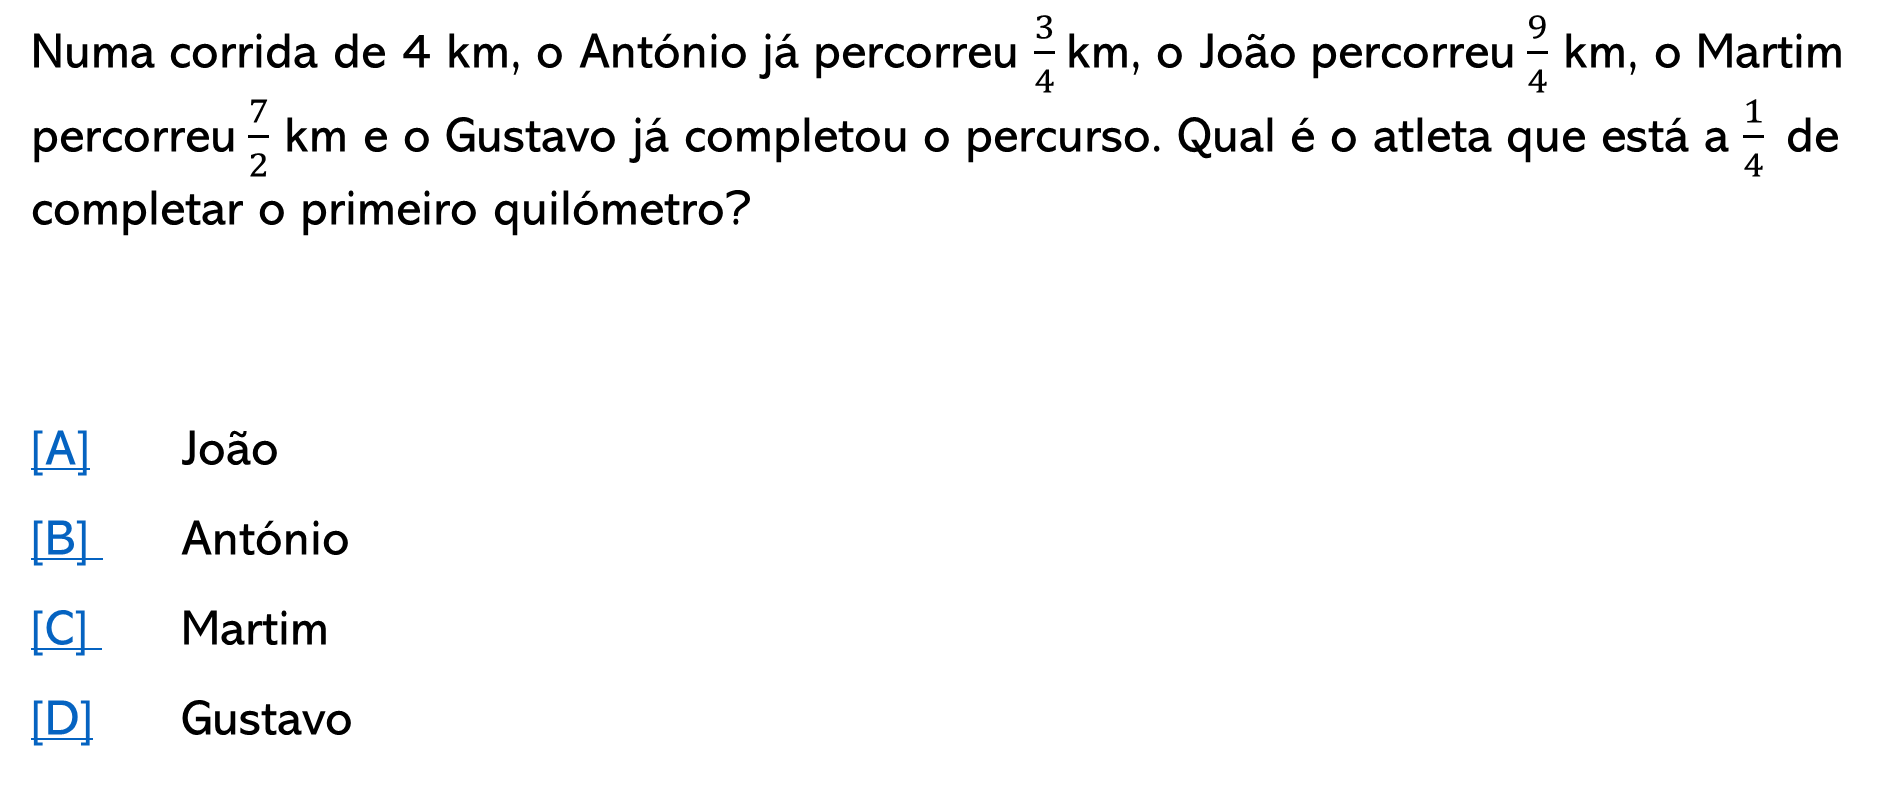 Numa corrida de 4 km, o António já percorreu 3/4 km, o João percorreu 9/4 km, o Martim
percorreu 7/2 km e o Gustavo já completou o percurso. Qual é o atleta que está a 1/4 de
completar o primeiro quilómetro?
[A] João
[B] António
[C] Martim
[D] Gustavo